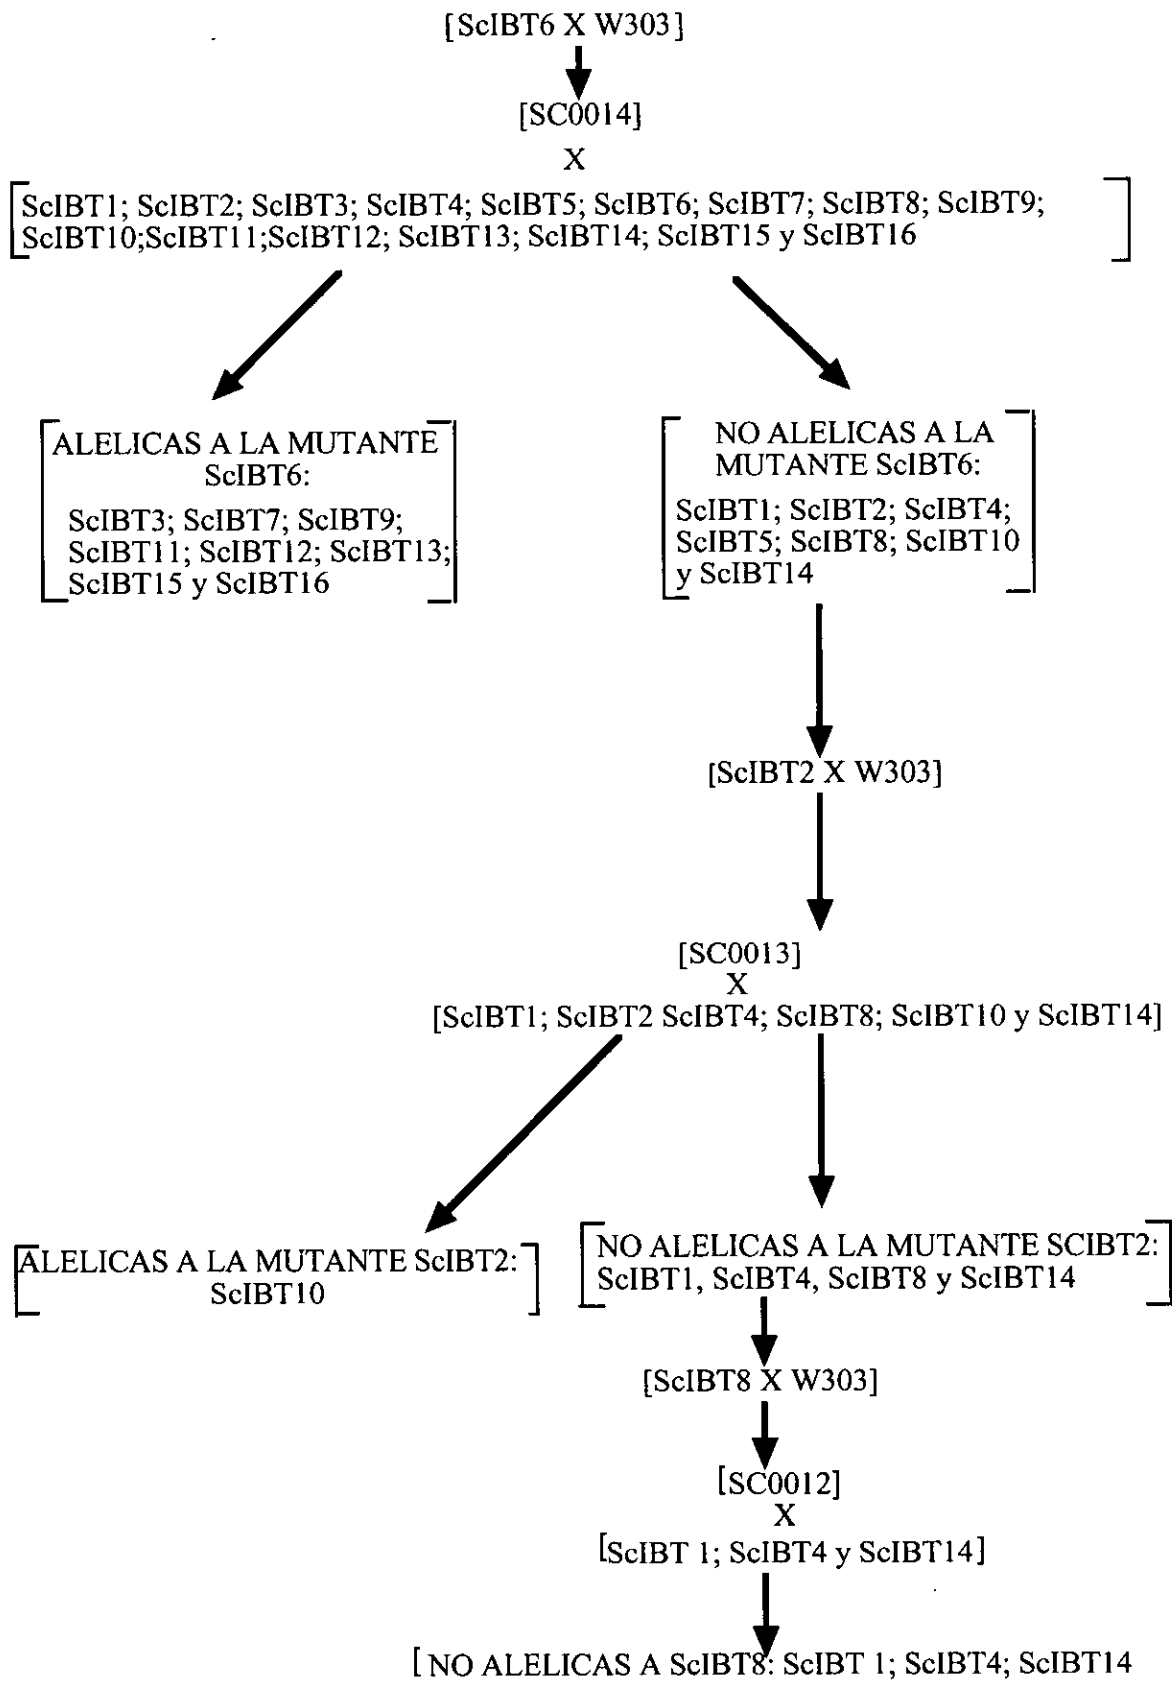 [ScIBT6 X W303]
[SC0014]
X
[ScIBT1; ScIBT2; ScIBT3; ScIBT4; ScIBT5; ScIBT6; ScIBT7; ScIBT8; ScIBT9;
ScIBT10;ScIBT11;ScIBT12; ScIBT13; ScIBT14; ScIBT15 y ScIBT16]
[ALELICAS A LA MUTANTE
ScIBT6:
ScIBT3; ScIBT7; ScIBT9;
ScIBT11; ScIBT12; ScIBT13;
ScIBT15 y ScIBT16]
[NO ALELICAS A LA
MUTANTE ScIBT6:
ScIBT1; ScIBT2; ScIBT4;
ScIBT5; ScIBT8; ScIBT10
y ScIBT14]
[ScIBT2 X W303]
[SC0013]
X
[ScIBT1; ScIBT2 ScIBT4; ScIBT8; ScIBT10 y ScIBT14]
[ALELICAS A LA MUTANTE ScIBT2:
ScIBT10]
[NO ALELICAS A LA MUTANTE SCIBT2:
ScIBT1, ScIBT4, ScIBT8 y ScIBT14]
[ScIBT8 X W303]
[SC0012]
X
[ScIBT 1; ScIBT4 y ScIBT14]
[ NO ALELICAS A ScIBT8: ScIBT 1; ScIBT4; ScIBT14